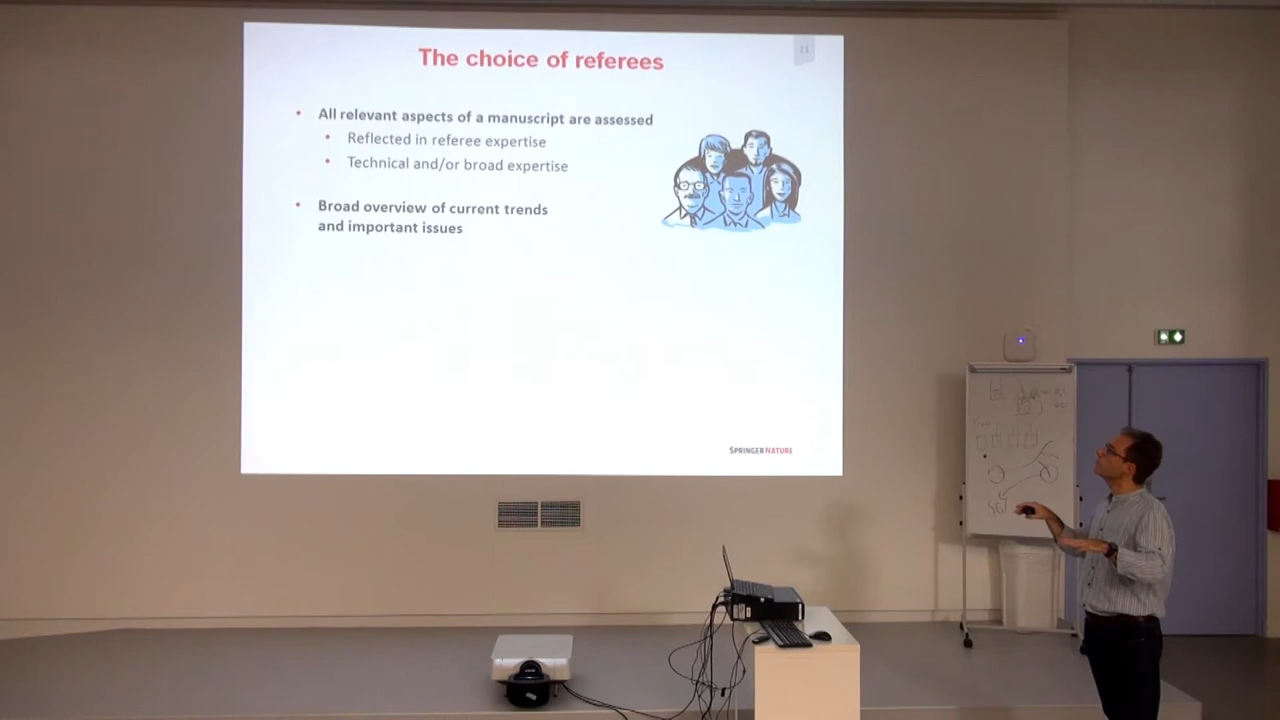 The choice of referees
21
• All relevant aspects of a manuscript are assessed
• Reflected in referee expertise
• Technical and/or broad expertise
• Broad overview of current trends
and important issues
SPRINGER NATURE